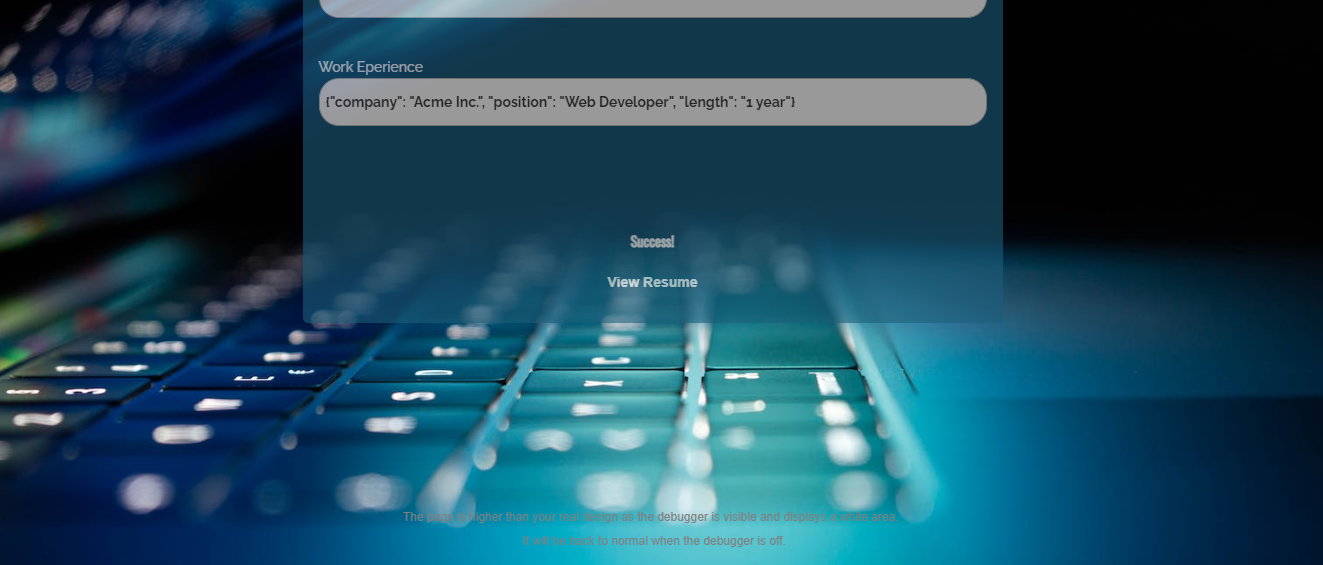 Work Eperience
{"company": "Acme Inc.", "position": "Web Developer", "length": "1 year"}
Success!
View Resume
The page is higher than your real design as the debugger is visible and displays a white area.
It will be back to normal when the debugger is off.
E
C
D
X
S